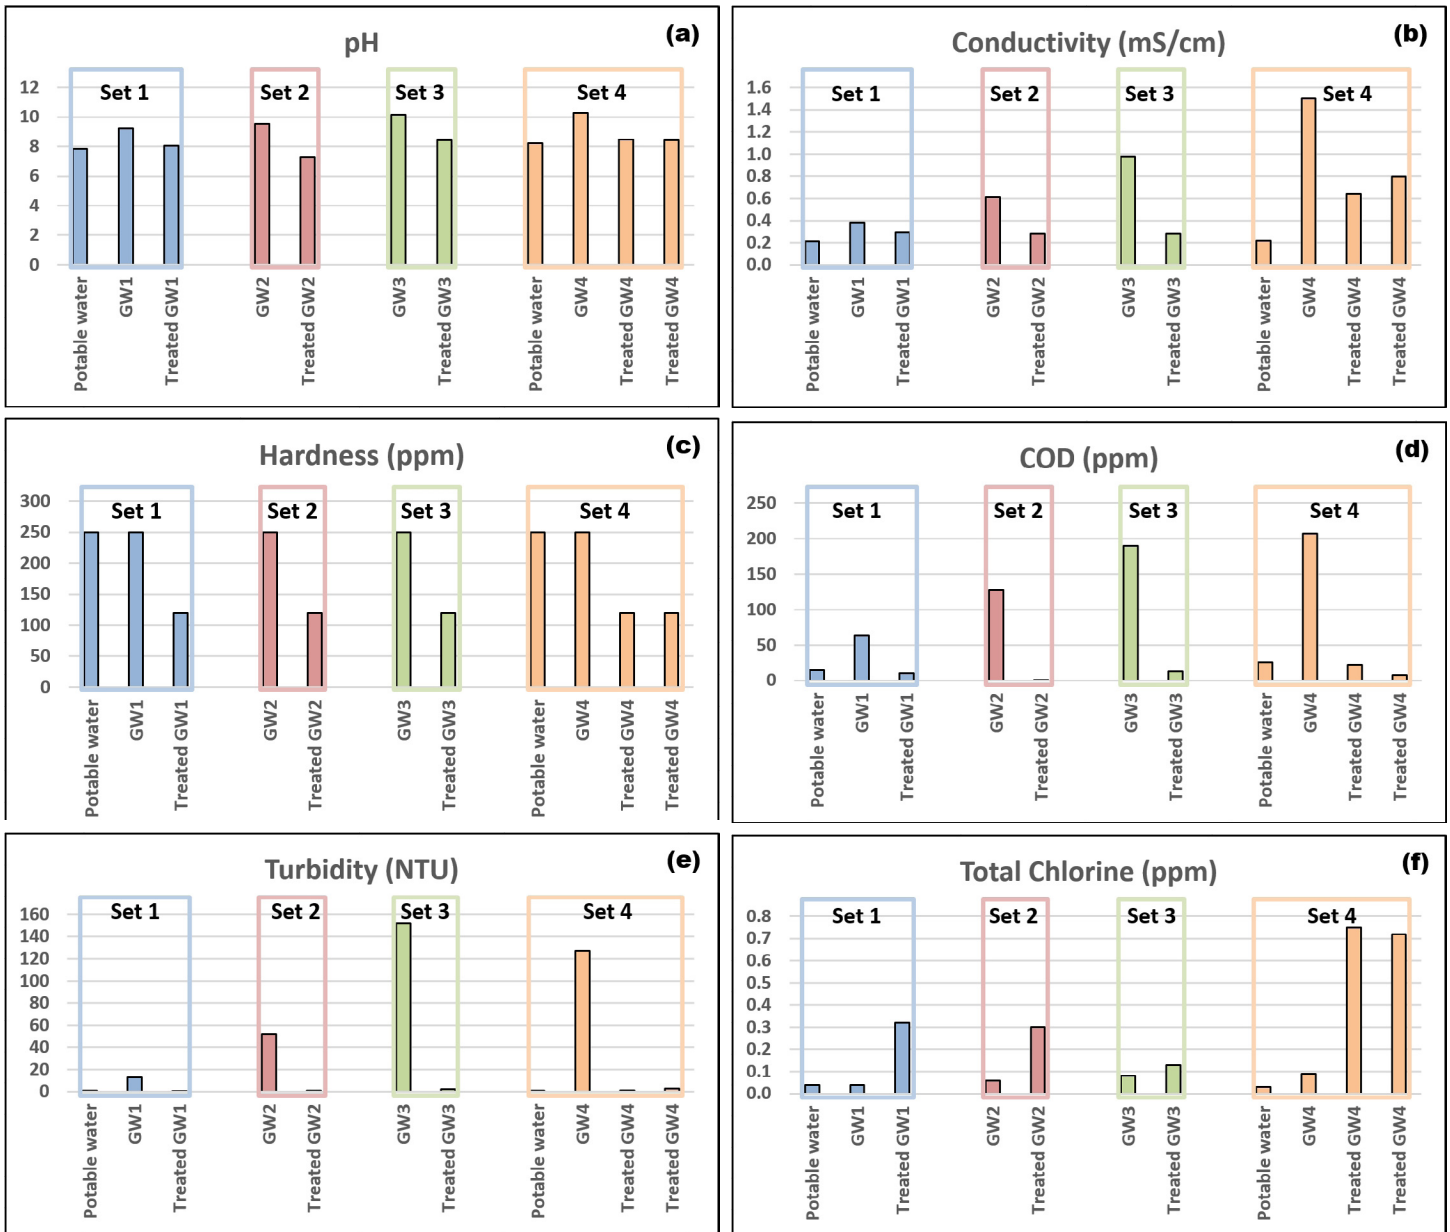 pH
(a)
Set 1
Set 2
Set 3
Set 4
12
10
8
6
4
2
0
Potable water
GW1
Treated GW1
GW2
Treated GW2
GW3
Treated GW3
Potable water
GW4
Treated GW4
Treated GW4
Conductivity (mS/cm)
(b)
Set 1
Set 2
Set 3
Set 4
1.6
1.4
1.2
1.0
0.8
0.6
0.4
0.2
0.0
Potable water
GW1
Treated GW1
GW2
Treated GW2
GW3
Treated GW3
Potable water
GW4
Treated GW4
Treated GW4
Hardness (ppm)
(c)
Set 1
Set 2
Set 3
Set 4
300
250
200
150
100
50
0
Potable water
GW1
Treated GW1
GW2
Treated GW2
GW3
Treated GW3
Potable water
GW4
Treated GW4
Treated GW4
COD (ppm)
(d)
Set 1
Set 2
Set 3
Set 4
250
200
150
100
50
0
Potable water
GW1
Treated GW1
GW2
Treated GW2
GW3
Treated GW3
Potable water
GW4
Treated GW4
Treated GW4
Turbidity (NTU)
(e)
Set 1
Set 2
Set 3
Set 4
160
140
120
100
80
60
40
20
0
Potable water
GW1
Treated GW1
GW2
Treated GW2
GW3
Treated GW3
Potable water
GW4
Treated GW4
Treated GW4
Total Chlorine (ppm)
(f)
Set 1
Set 2
Set 3
Set 4
0.8
0.7
0.6
0.5
0.4
0.3
0.2
0.1
0.0
Potable water
GW1
Treated GW1
GW2
Treated GW2
GW3
Treated GW3
Potable water
GW4
Treated GW4
Treated GW4